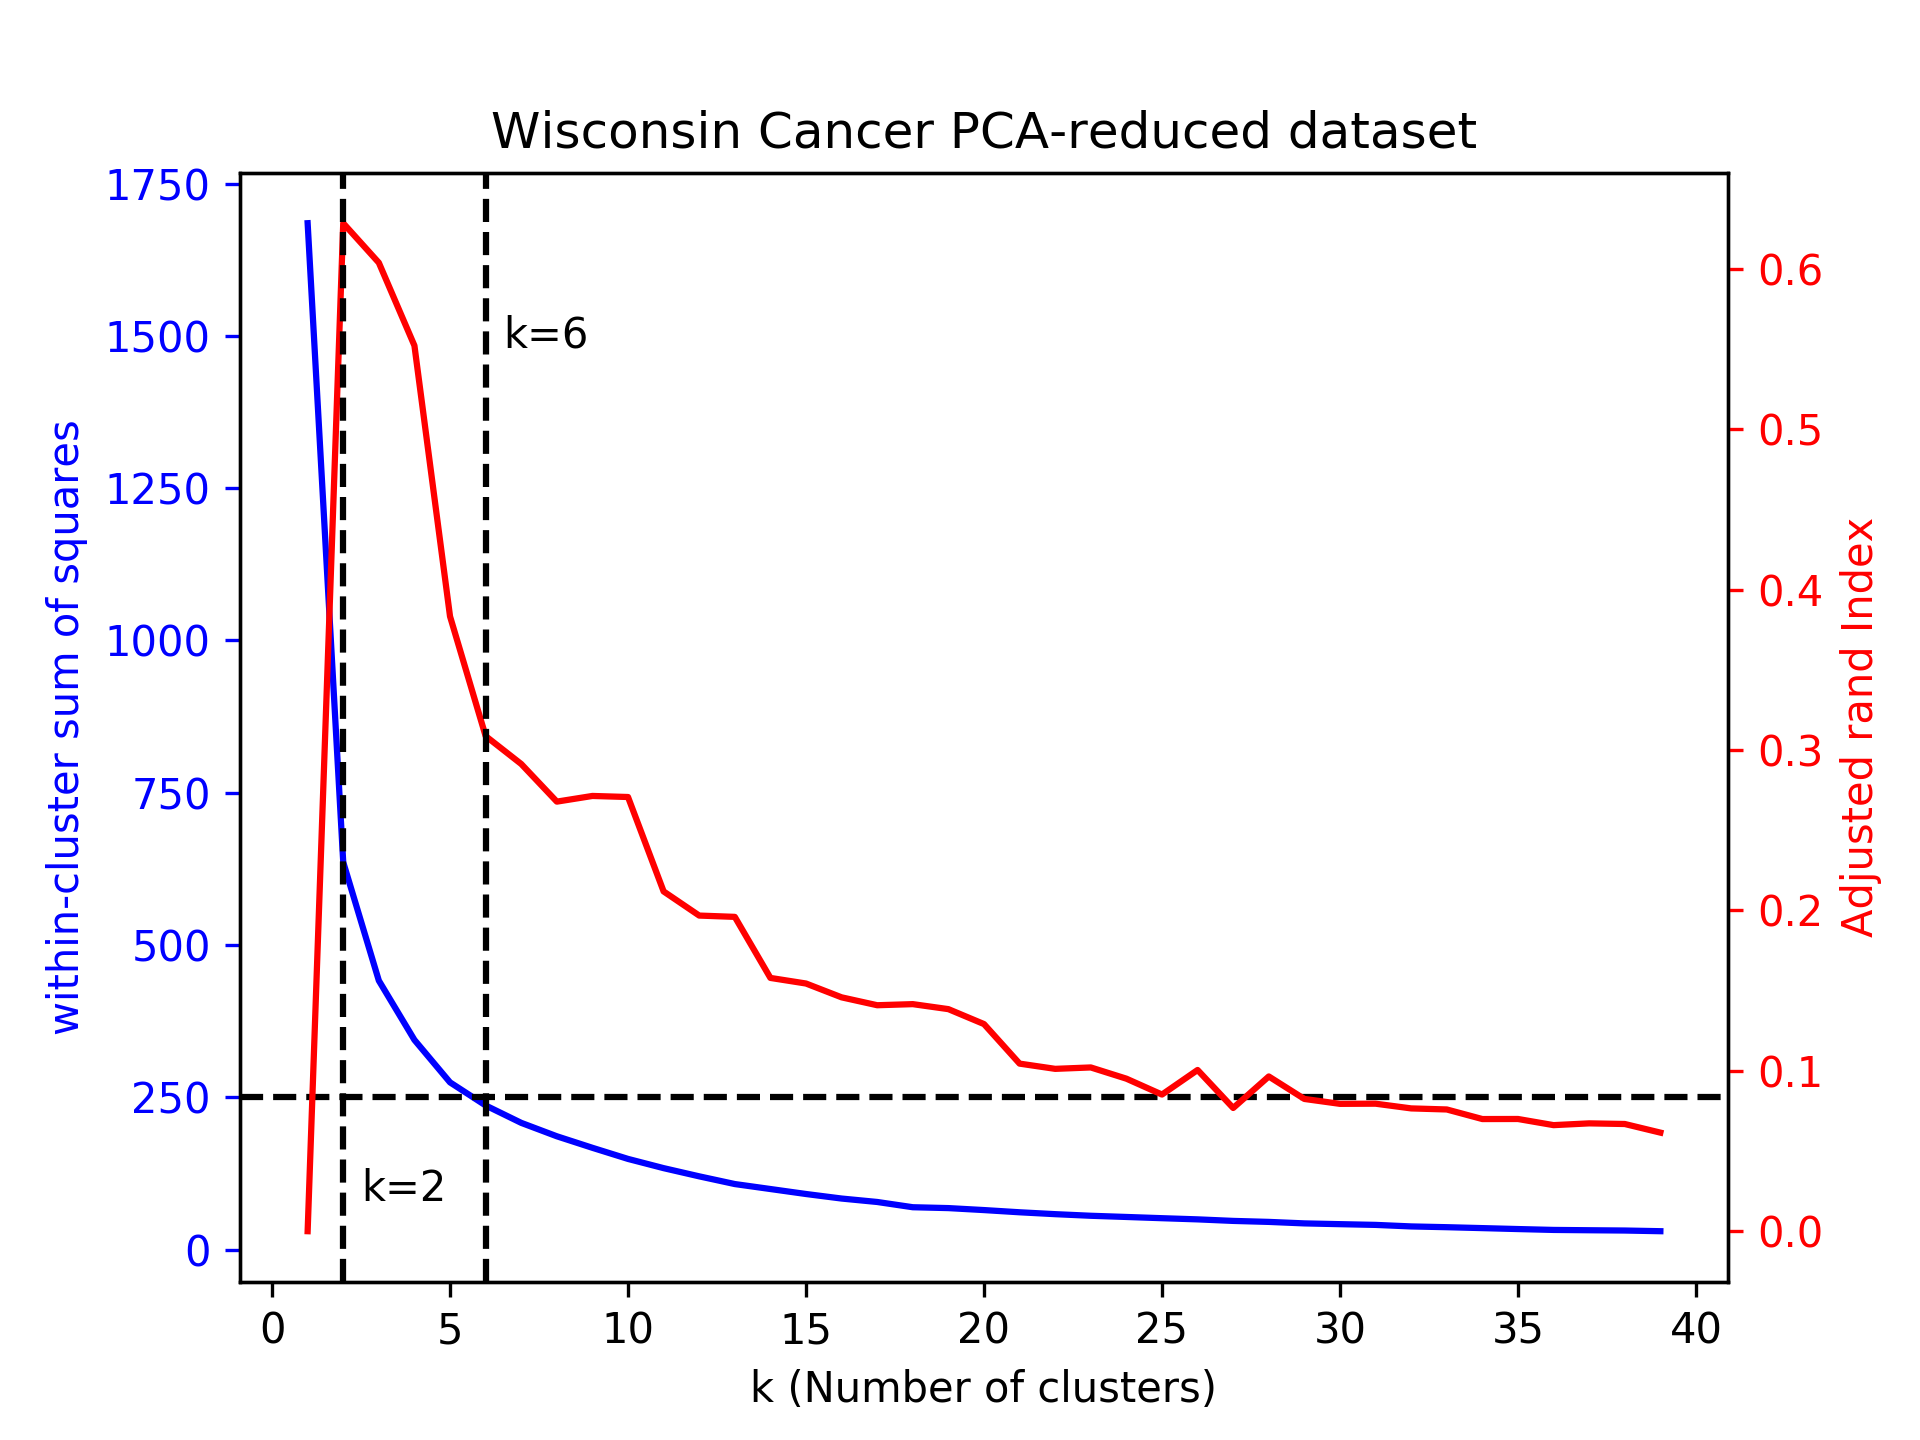 Wisconsin Cancer PCA-reduced dataset
1750
1500
1250
1000
750
500
250
0
within-cluster sum of squares
k=6
k=2
0.6
0.5
0.4
0.3
0.2
0.1
0.0
Adjusted rand Index
0 5 10 15 20 25 30 35 40
k (Number of clusters)